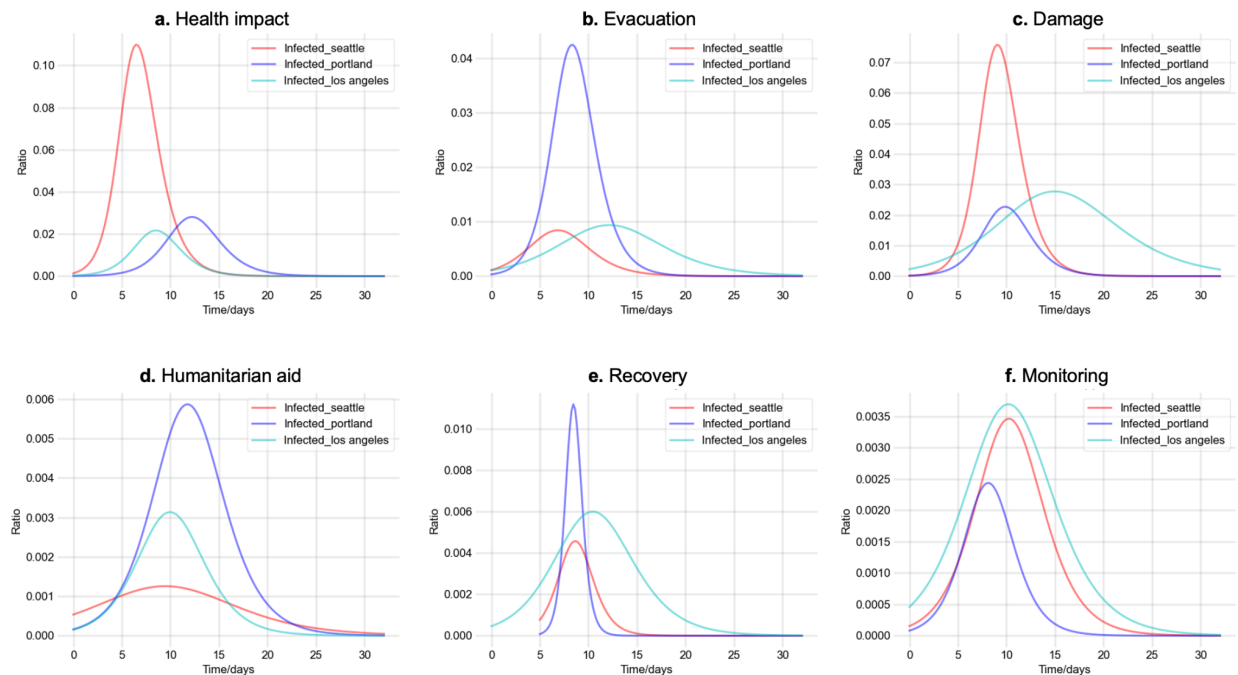 a. Health impact
Infected_seattle
Infected_portland
Infected_los angeles
0.10
0.08
0.06
0.04
0.02
0.00
Ratio
0 5 10 15 20 25 30
Time/days
b. Evacuation
Infected_seattle
Infected_portland
Infected_los angeles
0.04
0.03
0.02
0.01
0.00
Ratio
0 5 10 15 20 25 30
Time/days
c. Damage
Infected_seattle
Infected_portland
Infected_los angeles
0.07
0.06
0.05
0.04
0.03
0.02
0.01
0.00
Ratio
0 5 10 15 20 25 30
Time/days
d. Humanitarian aid
Infected_seattle
Infected_portland
Infected_los angeles
0.006
0.005
0.004
0.003
0.002
0.001
0.000
Ratio
0 5 10 15 20 25 30
Time/days
e. Recovery
Infected_seattle
Infected_portland
Infected_los angeles
0.010
0.008
0.006
0.004
0.002
0.000
Ratio
0 5 10 15 20 25 30
Time/days
f. Monitoring
Infected_seattle
Infected_portland
Infected_los angeles
0.0035
0.0030
0.0025
0.0020
0.0015
0.0010
0.0005
0.0000
Ratio
0 5 10 15 20 25 30
Time/days